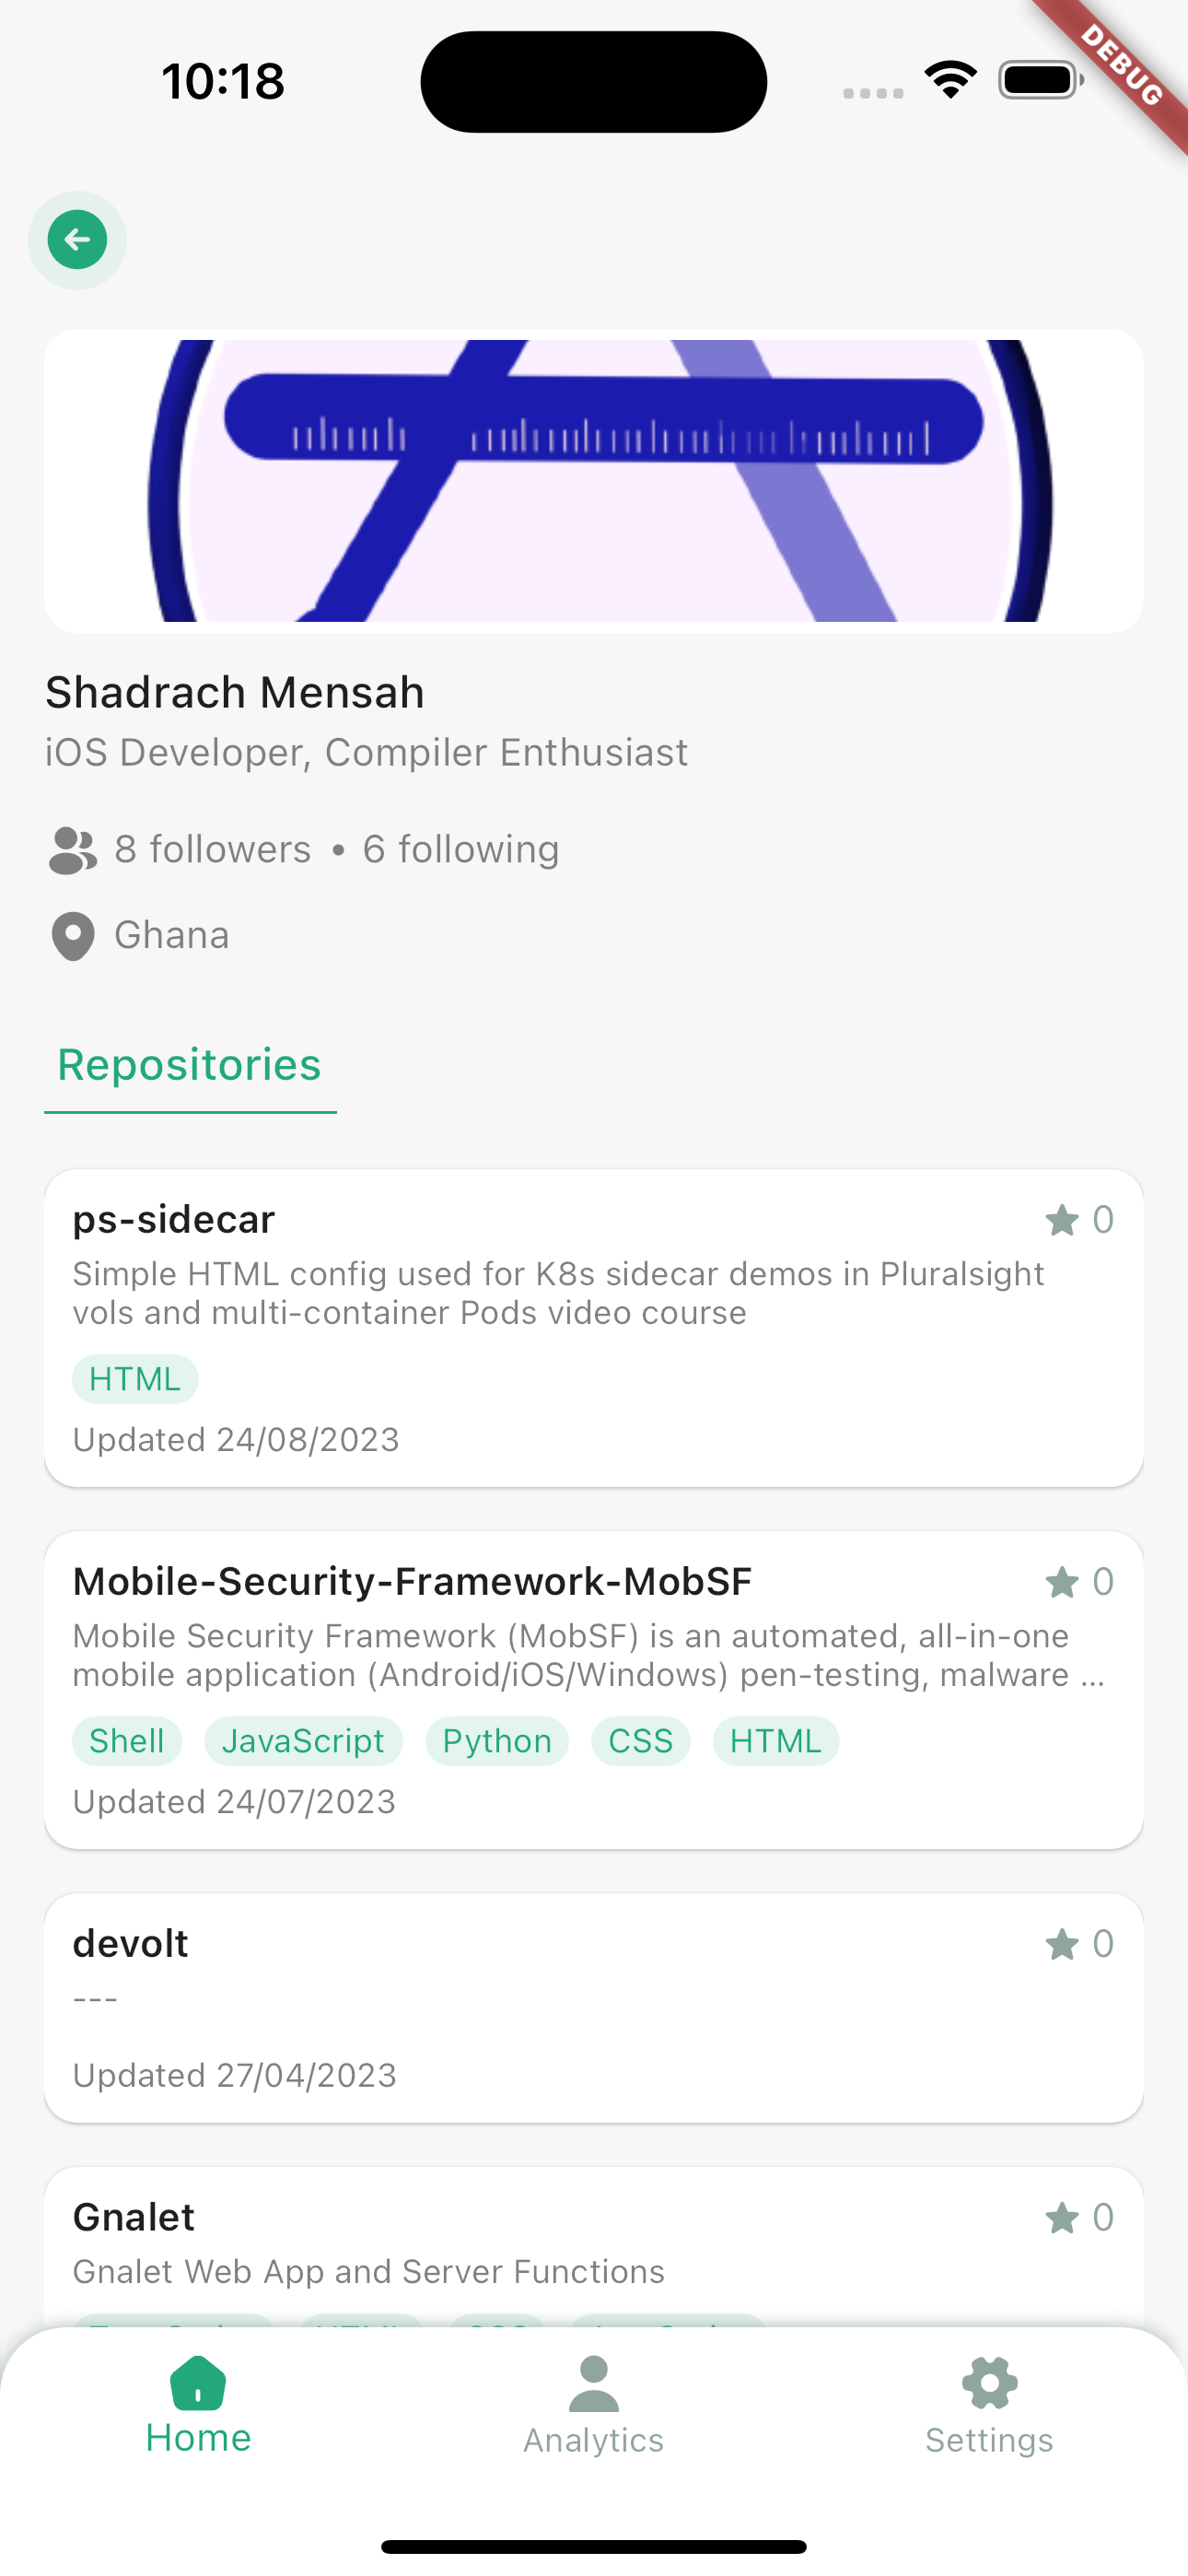 10:18
DEBUG
Shadrach Mensah
iOS Developer, Compiler Enthusiast
8 followers • 6 following
Ghana
Repositories
ps-sidecar
0
Simple HTML config used for K8s sidecar demos in Pluralsight
vols and multi-container Pods video course
HTML
Updated 24/08/2023
Mobile-Security-Framework-MobSF
0
Mobile Security Framework (MobSF) is an automated, all-in-one
mobile application (Android/iOS/Windows) pen-testing, malware ...
Shell JavaScript Python CSS HTML
Updated 24/07/2023
devolt
0
---
Updated 27/04/2023
Gnalet
0
Gnalet Web App and Server Functions
Home Analytics Settings